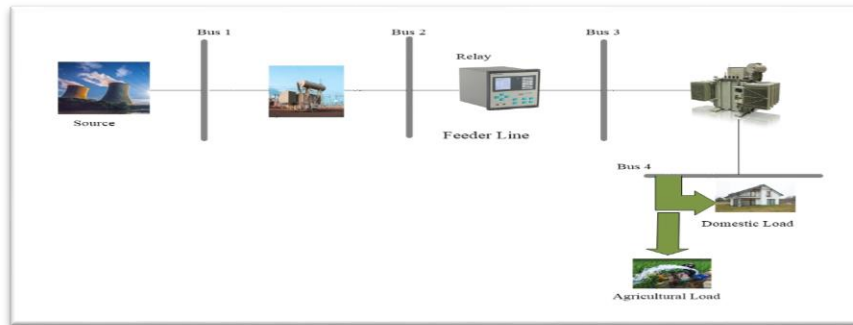 Bus 1
Bus 2
Bus 3
Relay
Source
Feeder Line
Bus 4
Domestic Load
Agricultural Load